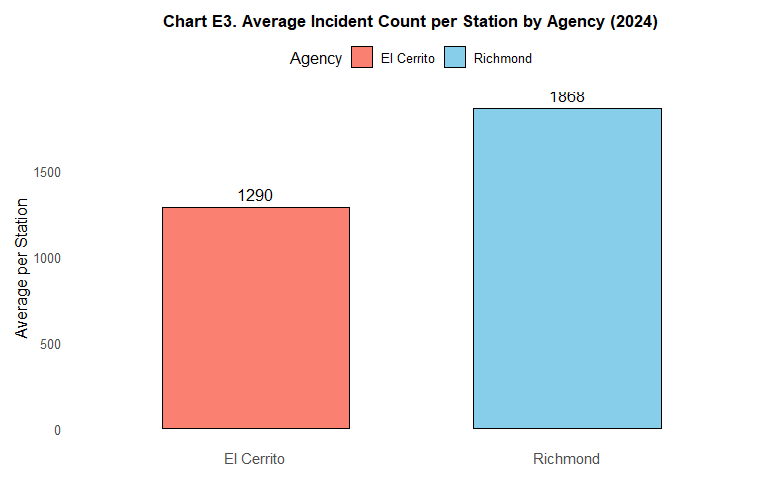 Chart E3. Average Incident Count per Station by Agency (2024)
Agency El Cerrito Richmond
1868
1500
1290
1000
Average per Station
500
0
El Cerrito Richmond